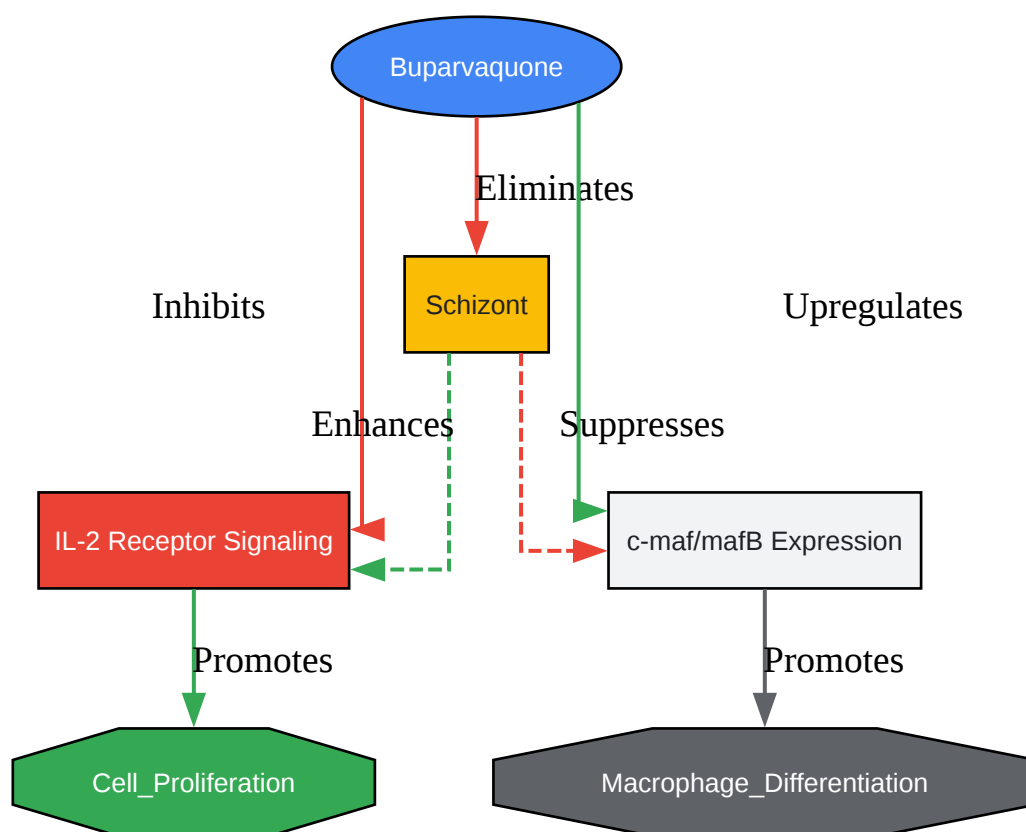 Buparvaquone
Eliminates
Schizont
Inhibits
Upregulates
Enhances
Suppresses
IL-2 Receptor Signaling
c-maf/mafB Expression
Promotes
Promotes
Cell_Proliferation
Macrophage_Differentiation